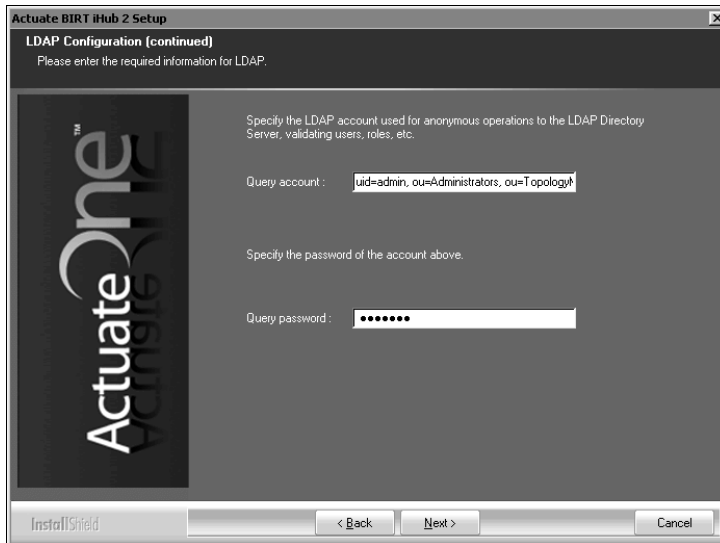 Actuate BIRT iHub 2 Setup
LDAP Configuration (continued)
Please enter the required information for LDAP.
Specify the LDAP account used for anonymous operations to the LDAP Directory
Server, validating users, roles, etc.
Query account :
uid=admin, ou=Administrators, ou=Topology
Specify the password of the account above.
Query password :
●●●●●●●
ActuateOne™
InstallShield
< Back
Next >
Cancel